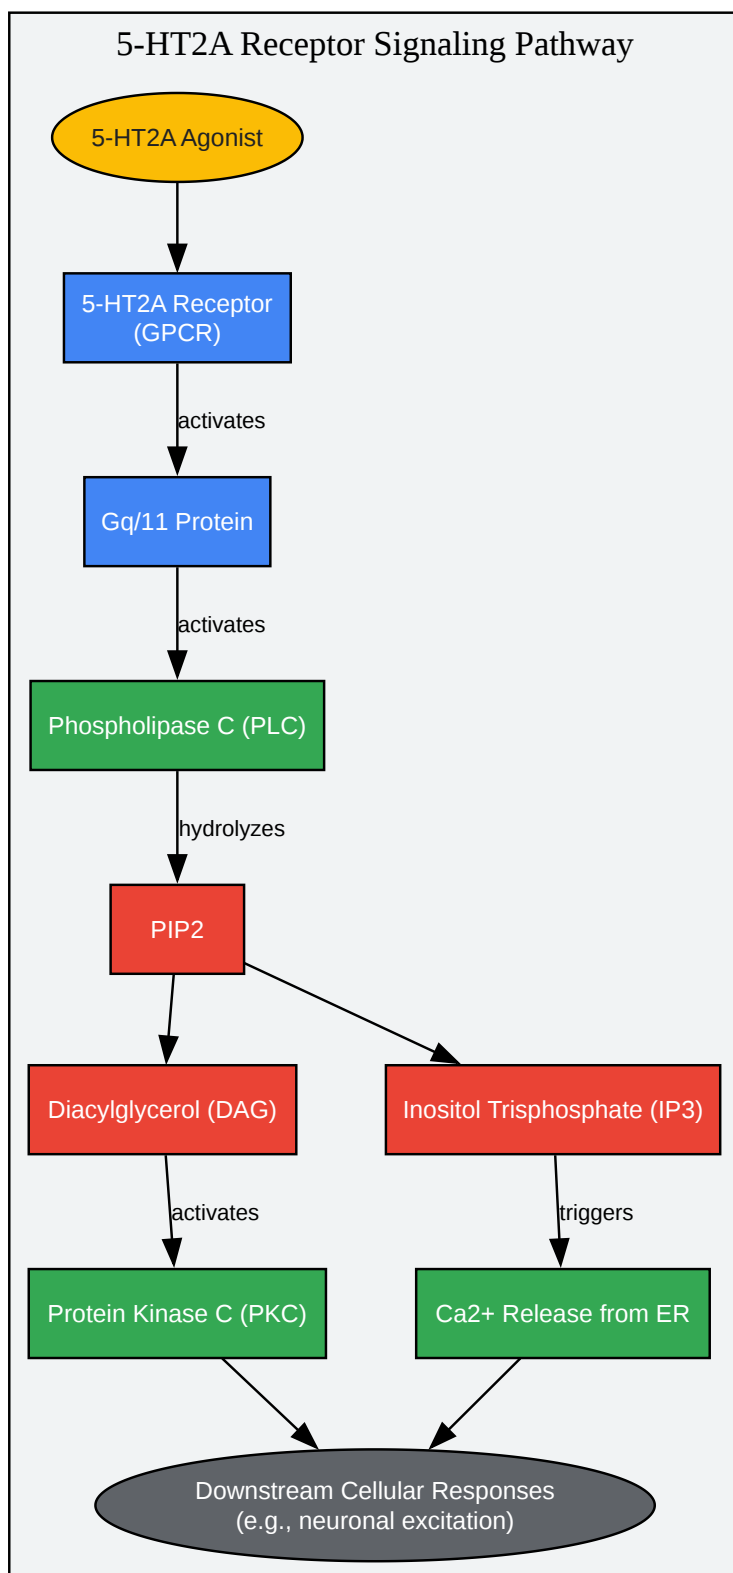 5-HT2A Receptor Signaling Pathway
5-HT2A Agonist
5-HT2A Receptor
(GPCR)
activates
Gq/11 Protein
activates
Phospholipase C (PLC)
hydrolyzes
PIP2
Diacylglycerol (DAG)
Inositol Trisphosphate (IP3)
activates
triggers
Protein Kinase C (PKC)
Ca2+ Release from ER
Downstream Cellular Responses
(e.g., neuronal excitation)